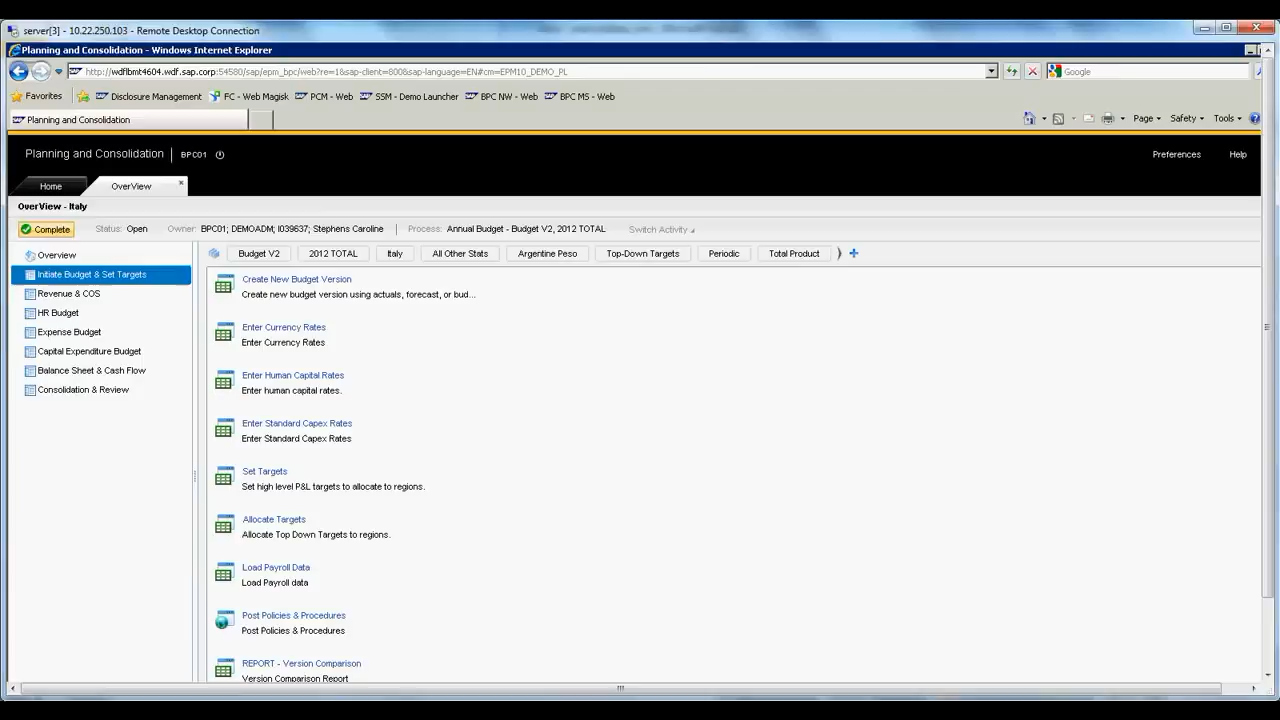 server[3] - 10.22.250.103 - Remote Desktop Connection
Planning and Consolidation - Windows Internet Explorer
http://wdflbmt4604.wdf.sap.corp:54580/sap/epm_bpc/web?re=1&sap-client=800&sap-language=EN#cm=EPM10_DEMO_PL
Google
Favorites Disclosure Management FC - Web Magisk PCM - Web SSM - Demo Launcher BPC NW - Web BPC MS - Web
Planning and Consolidation
Page Safety Tools
Planning and Consolidation BPC01
Preferences Help
Home OverView
OverView - Italy
Complete Status: Open Owner: BPC01; DEMOADM; I039637; Stephens Caroline Process: Annual Budget - Budget V2, 2012 TOTAL Switch Activity
Overview
Initiate Budget & Set Targets
Revenue & COS
HR Budget
Expense Budget
Capital Expenditure Budget
Balance Sheet & Cash Flow
Consolidation & Review
Budget V2 2012 TOTAL Italy All Other Stats Argentine Peso Top-Down Targets Periodic Total Product
Create New Budget Version
Create new budget version using actuals, forecast, or bud...
Enter Currency Rates
Enter Currency Rates
Enter Human Capital Rates
Enter human capital rates.
Enter Standard Capex Rates
Enter Standard Capex Rates
Set Targets
Set high level P&L targets to allocate to regions.
Allocate Targets
Allocate Top Down Targets to regions.
Load Payroll Data
Load Payroll data
Post Policies & Procedures
Post Policies & Procedures
REPORT - Version Comparison
Version Comparison Report